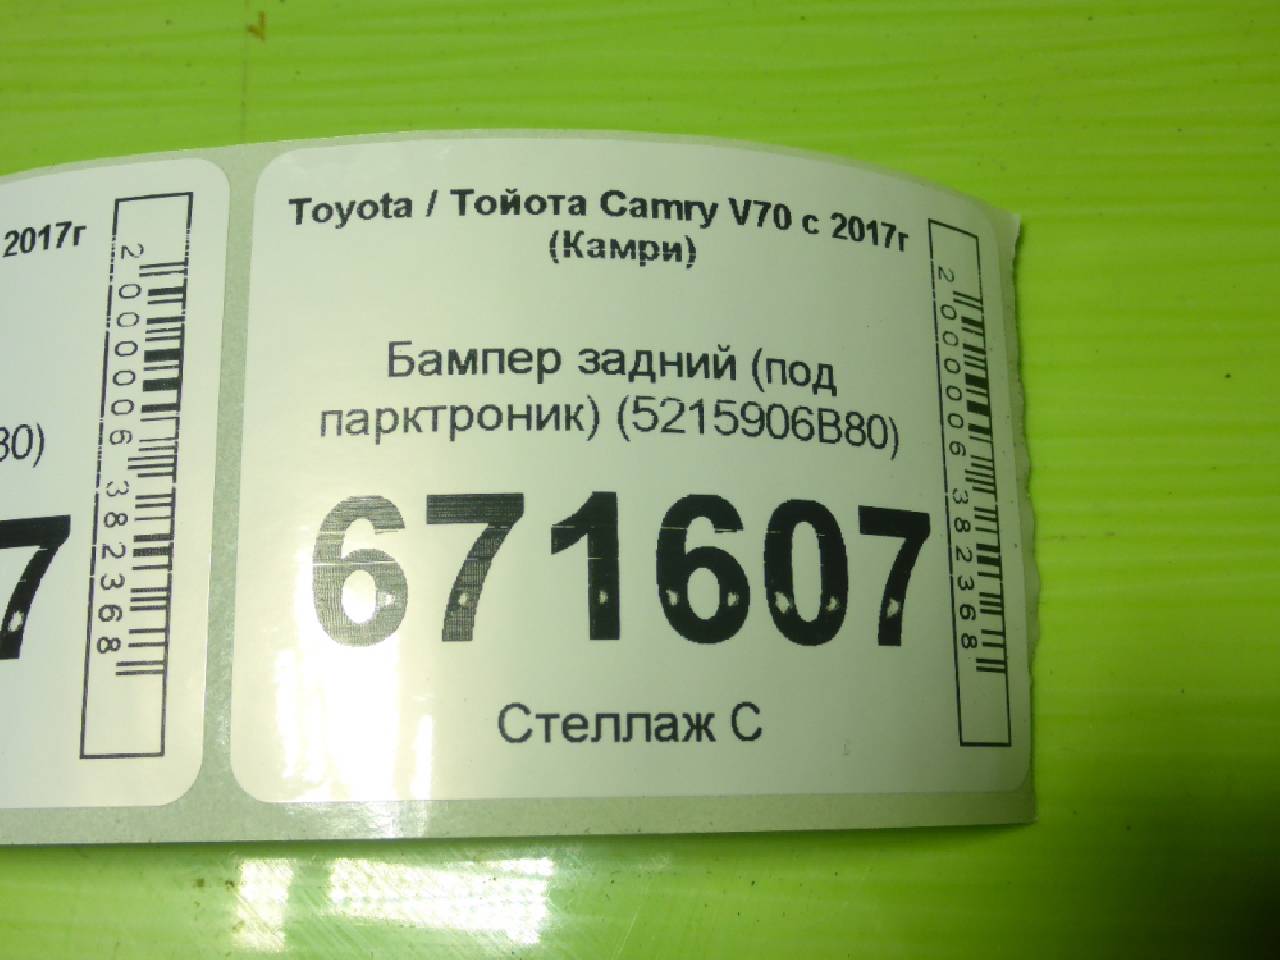 Toyota / Тойота Camry V70 с 2017г
(Камри)
Бампер задний (под
парктроник) (5215906B80)
671607
Стеллаж С
2000006382368
2017г
80)
7
2000006382368